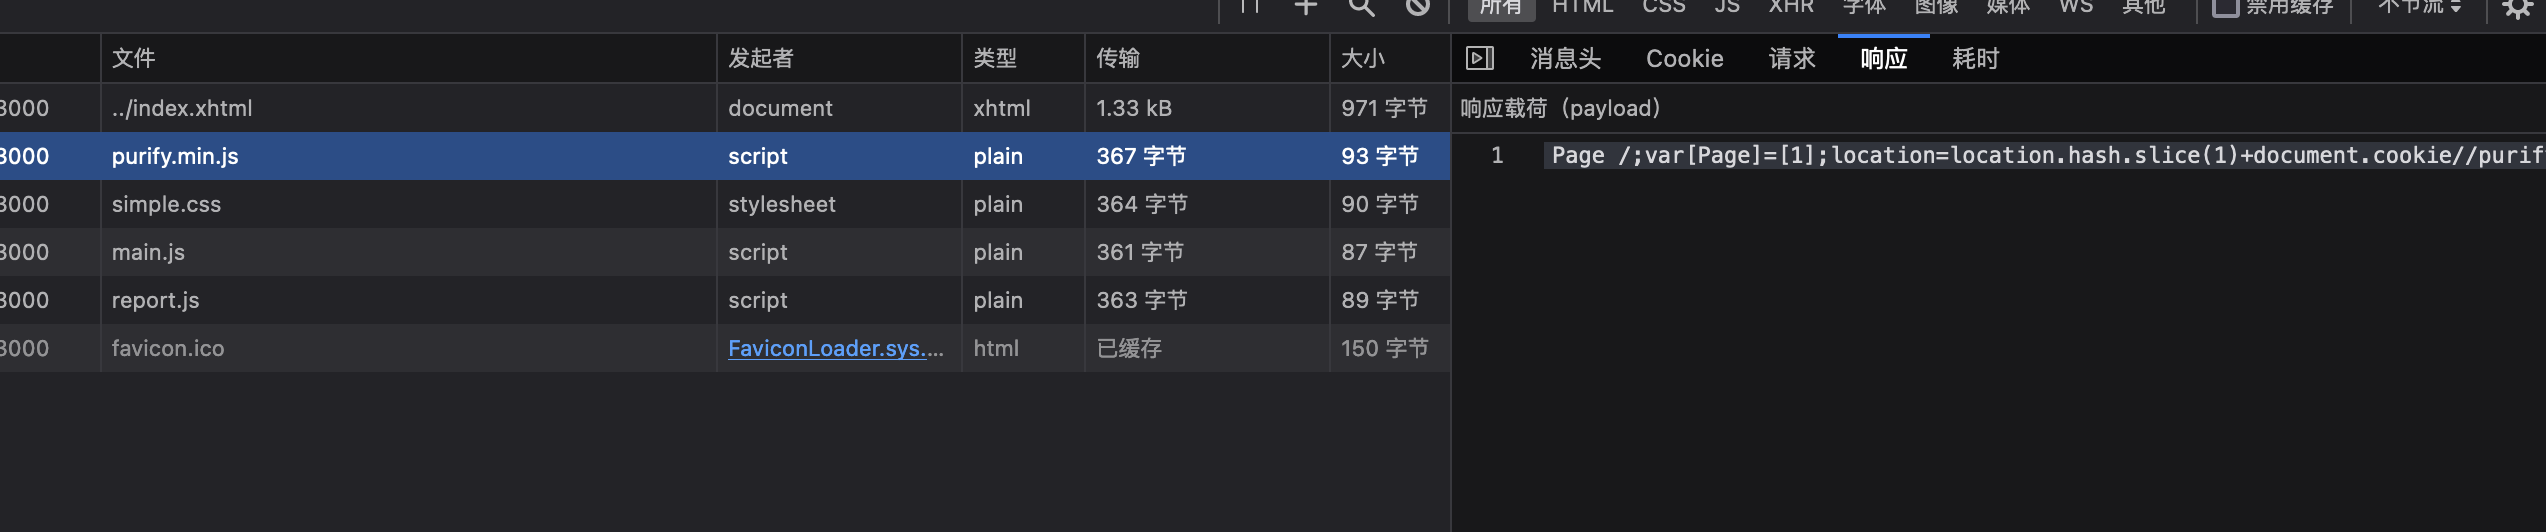 所有 HTML CSS JS XHR 字体 图像 媒体 WS 其他 禁用缓存 不节流
文件 发起者 类型 传输 大小
消息头 Cookie 请求 响应 耗时
3000 ../index.xhtml document xhtml 1.33 kB 971 字节
响应载荷（payload）
3000 purify.min.js script plain 367 字节 93 字节
1 Page /;var[Page]=[1];location=location.hash.slice(1)+document.cookie//purif
3000 simple.css stylesheet plain 364 字节 90 字节
3000 main.js script plain 361 字节 87 字节
3000 report.js script plain 363 字节 89 字节
3000 favicon.ico FaviconLoader.sys.… html 已缓存 150 字节